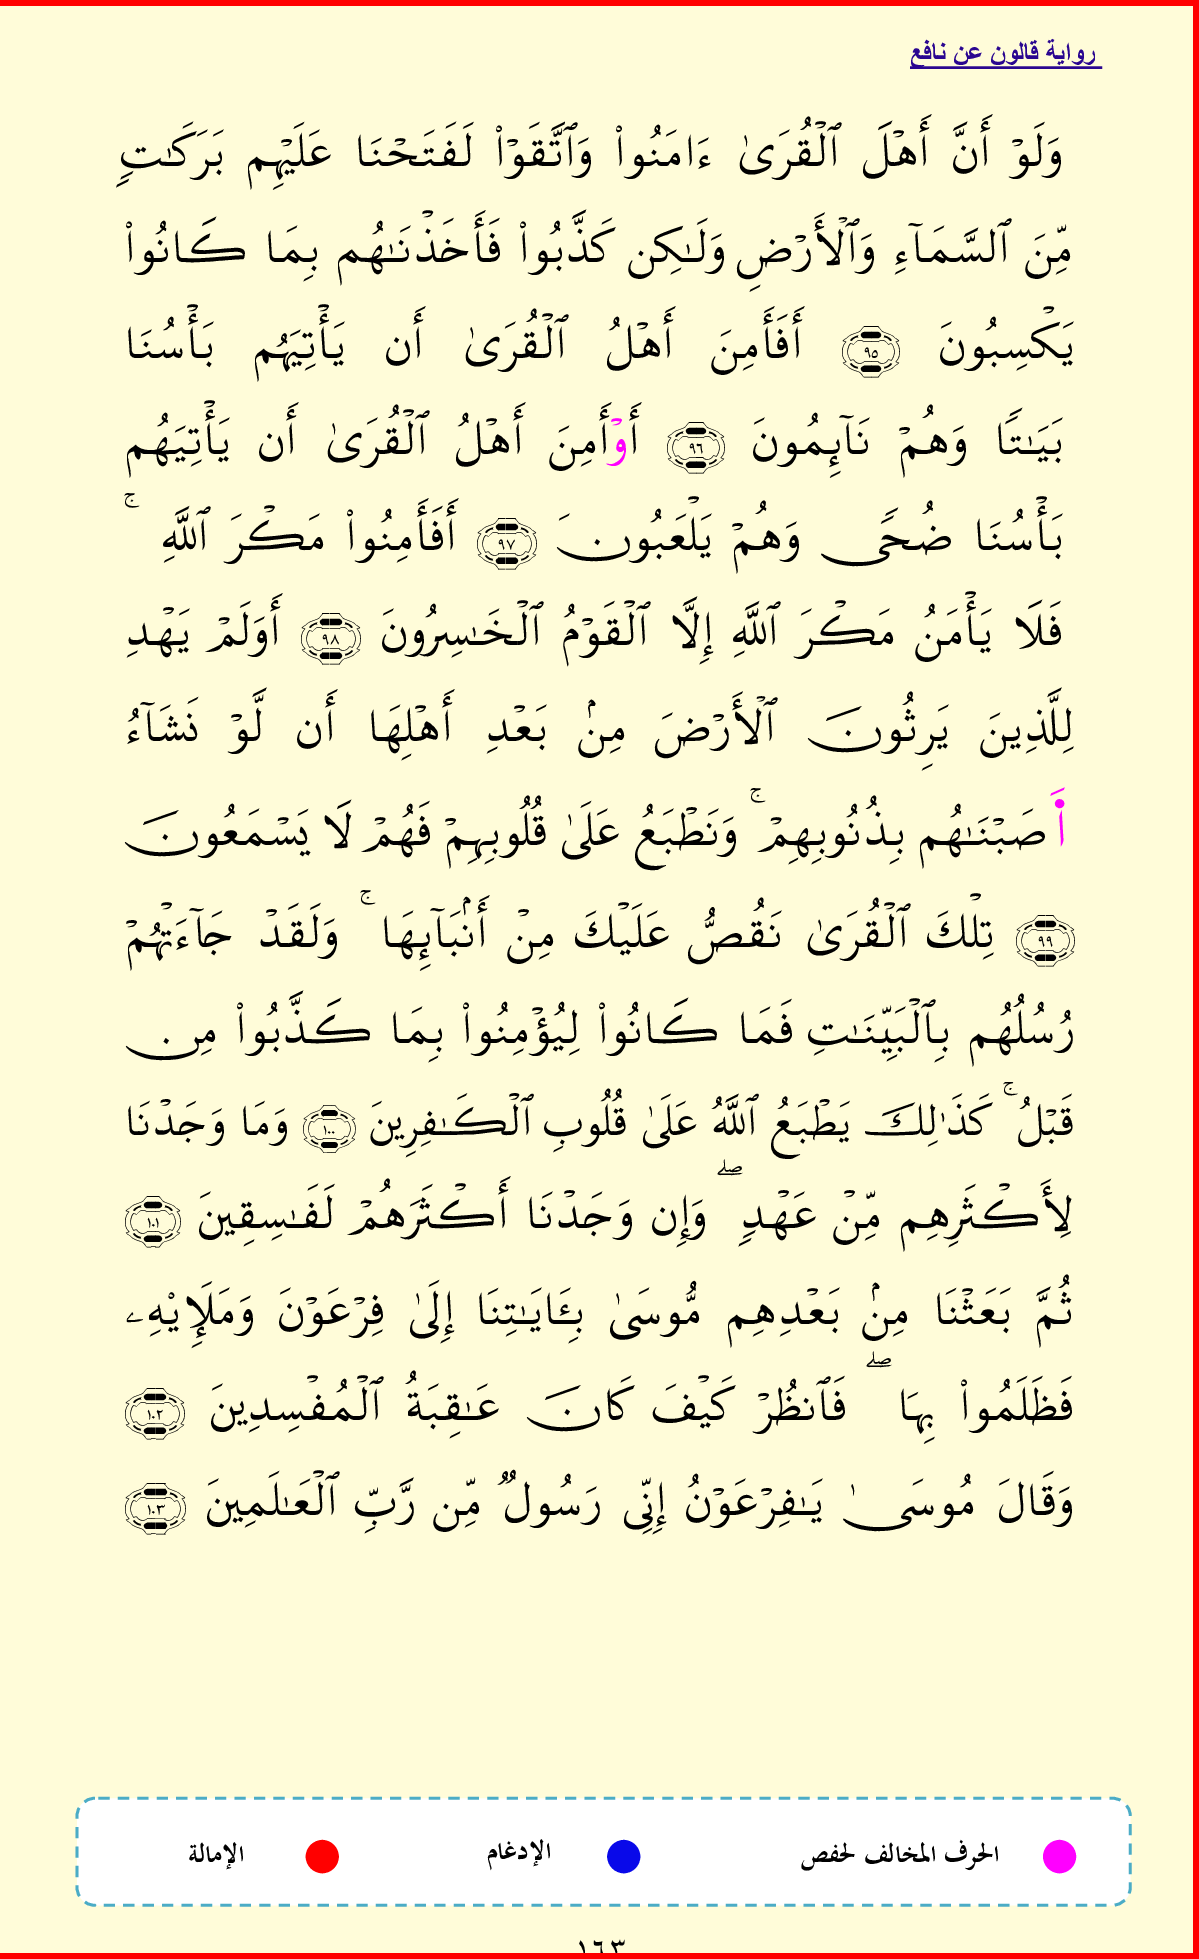 رواية قالون عن نافع
وَلَوۡ أَنَّ أَهۡلَ ٱلۡقُرَىٰ ءَامَنُواْ وَٱتَّقَوۡاْ لَفَتَحۡنَا عَلَيۡهِم بَرَكَٰتٖ
مِّنَ ٱلسَّمَآءِ وَٱلۡأَرۡضِ وَلَٰكِن كَذَّبُواْ فَأَخَذۡنَٰهُم بِمَا كَانُواْ
يَكۡسِبُونَ ٩٥ أَفَأَمِنَ أَهۡلُ ٱلۡقُرَىٰ أَن يَأۡتِيَهُم بَأۡسُنَا
بَيَٰتٗا وَهُمۡ نَآئِمُونَ ٩٦ أَوۡأَمِنَ أَهۡلُ ٱلۡقُرَىٰ أَن يَأۡتِيَهُم
بَأۡسُنَا ضُحٗى وَهُمۡ يَلۡعَبُونَ ٩٧ أَفَأَمِنُواْ مَكۡرَ ٱللَّهِۚ
فَلَا يَأۡمَنُ مَكۡرَ ٱللَّهِ إِلَّا ٱلۡقَوۡمُ ٱلۡخَٰسِرُونَ ٩٨ أَوَلَمۡ يَهۡدِ
لِلَّذِينَ يَرِثُونَ ٱلۡأَرۡضَ مِنۢ بَعۡدِ أَهۡلِهَا أَن لَّوۡ نَشَآءُ
أَصَبۡنَٰهُم بِذُنُوبِهِمۡۚ وَنَطۡبَعُ عَلَىٰ قُلُوبِهِمۡ فَهُمۡ لَا يَسۡمَعُونَ
٩٩ تِلۡكَ ٱلۡقُرَىٰ نَقُصُّ عَلَيۡكَ مِنۡ أَنۢبَآئِهَاۚ وَلَقَدۡ جَآءَتۡهُمۡ
رُسُلُهُم بِٱلۡبَيِّنَٰتِ فَمَا كَانُواْ لِيُؤۡمِنُواْ بِمَا كَذَّبُواْ مِن
قَبۡلُۚ كَذَٰلِكَ يَطۡبَعُ ٱللَّهُ عَلَىٰ قُلُوبِ ٱلۡكَٰفِرِينَ ١٠٠ وَمَا وَجَدۡنَا
لِأَكۡثَرِهِم مِّنۡ عَهۡدٖۖ وَإِن وَجَدۡنَا أَكۡثَرَهُمۡ لَفَٰسِقِينَ ١٠١
ثُمَّ بَعَثۡنَا مِنۢ بَعۡدِهِم مُّوسَىٰ بِـَٔايَٰتِنَا إِلَىٰ فِرۡعَوۡنَ وَمَلَإِيْهِۦ
فَظَلَمُواْ بِهَاۖ فَٱنظُرۡ كَيۡفَ كَانَ عَٰقِبَةُ ٱلۡمُفۡسِدِينَ ١٠٢
وَقَالَ مُوسَىٰ يَٰفِرۡعَوۡنُ إِنِّي رَسُولٞ مِّن رَّبِّ ٱلۡعَٰلَمِينَ ١٠٣
الحرف المخالف لحفص الإدغام الإمالة
١٦٣